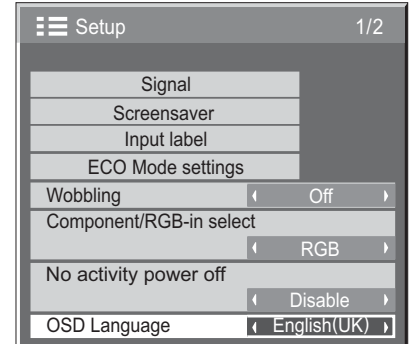 Setup 1/2
Signal
Screensaver
Input label
ECO Mode settings
Wobbling Off
Component/RGB-in select
RGB
No activity power off
Disable
OSD Language English(UK)